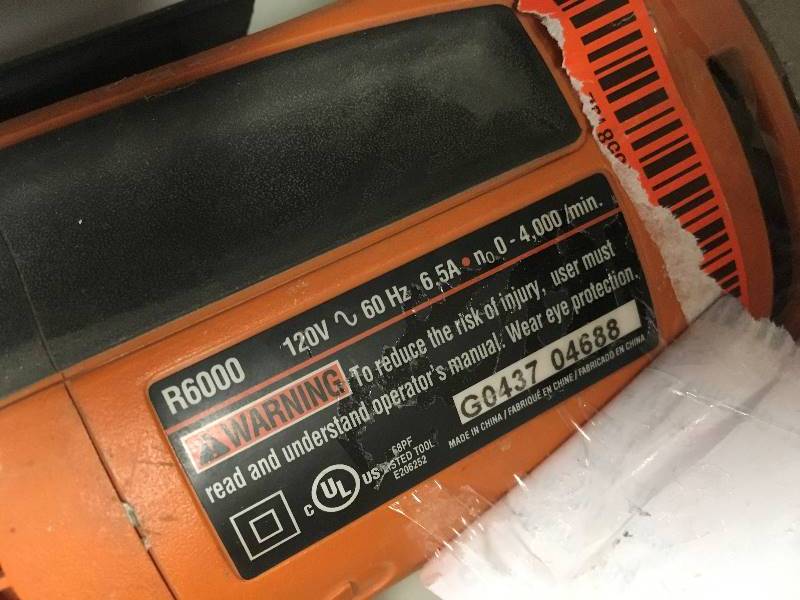 R6000 120V ∿ 60 Hz 6.5A • n₀ 0 - 4,000 /min.
WARNING To reduce the risk of injury, user must
read and understand operator's manual. Wear eye protection.
G0437 04688
MADE IN CHINA / FABRIQUÉ EN CHINE / FABRICADO EN CHINA
C UL US
68PF
LISTED TOOL
E206252